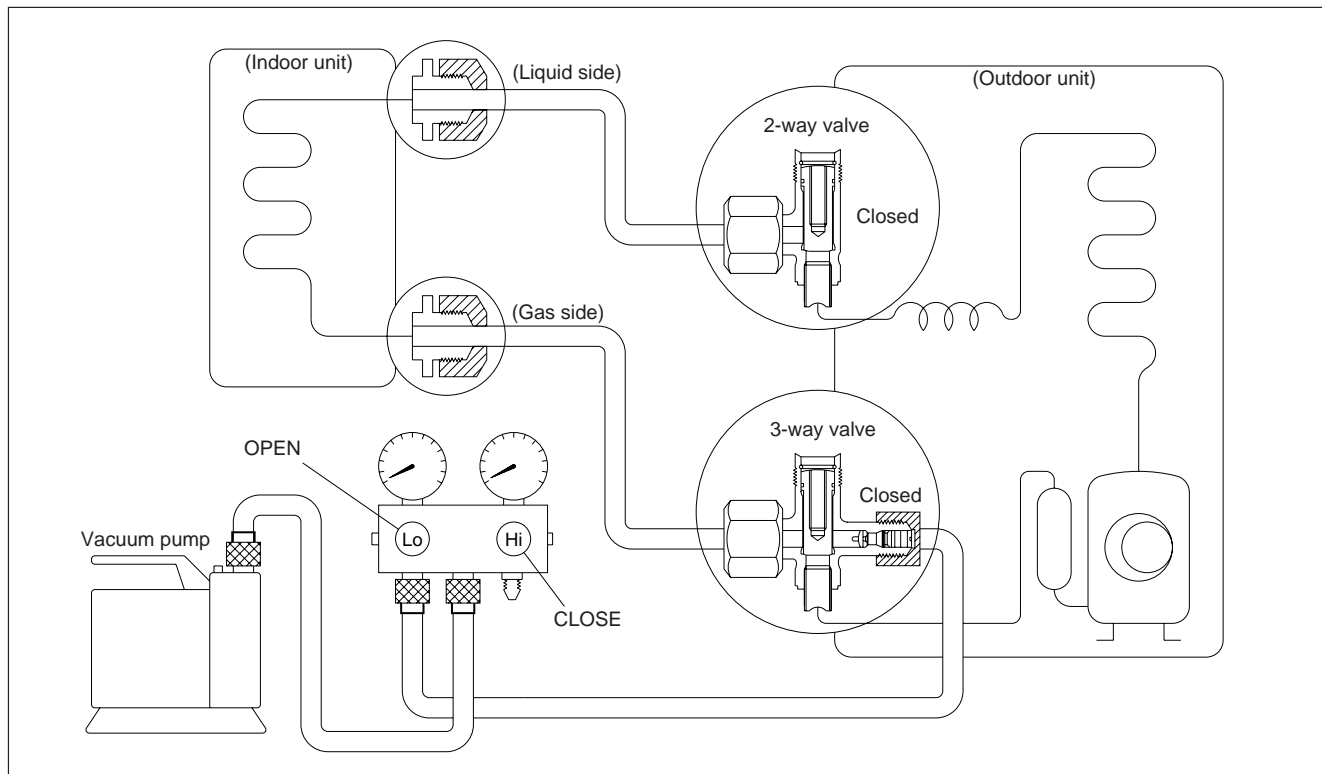 (Indoor unit)
(Liquid side)
(Outdoor unit)
2-way valve
Closed
(Gas side)
3-way valve
Closed
OPEN
Vacuum pump
Lo
Hi
CLOSE